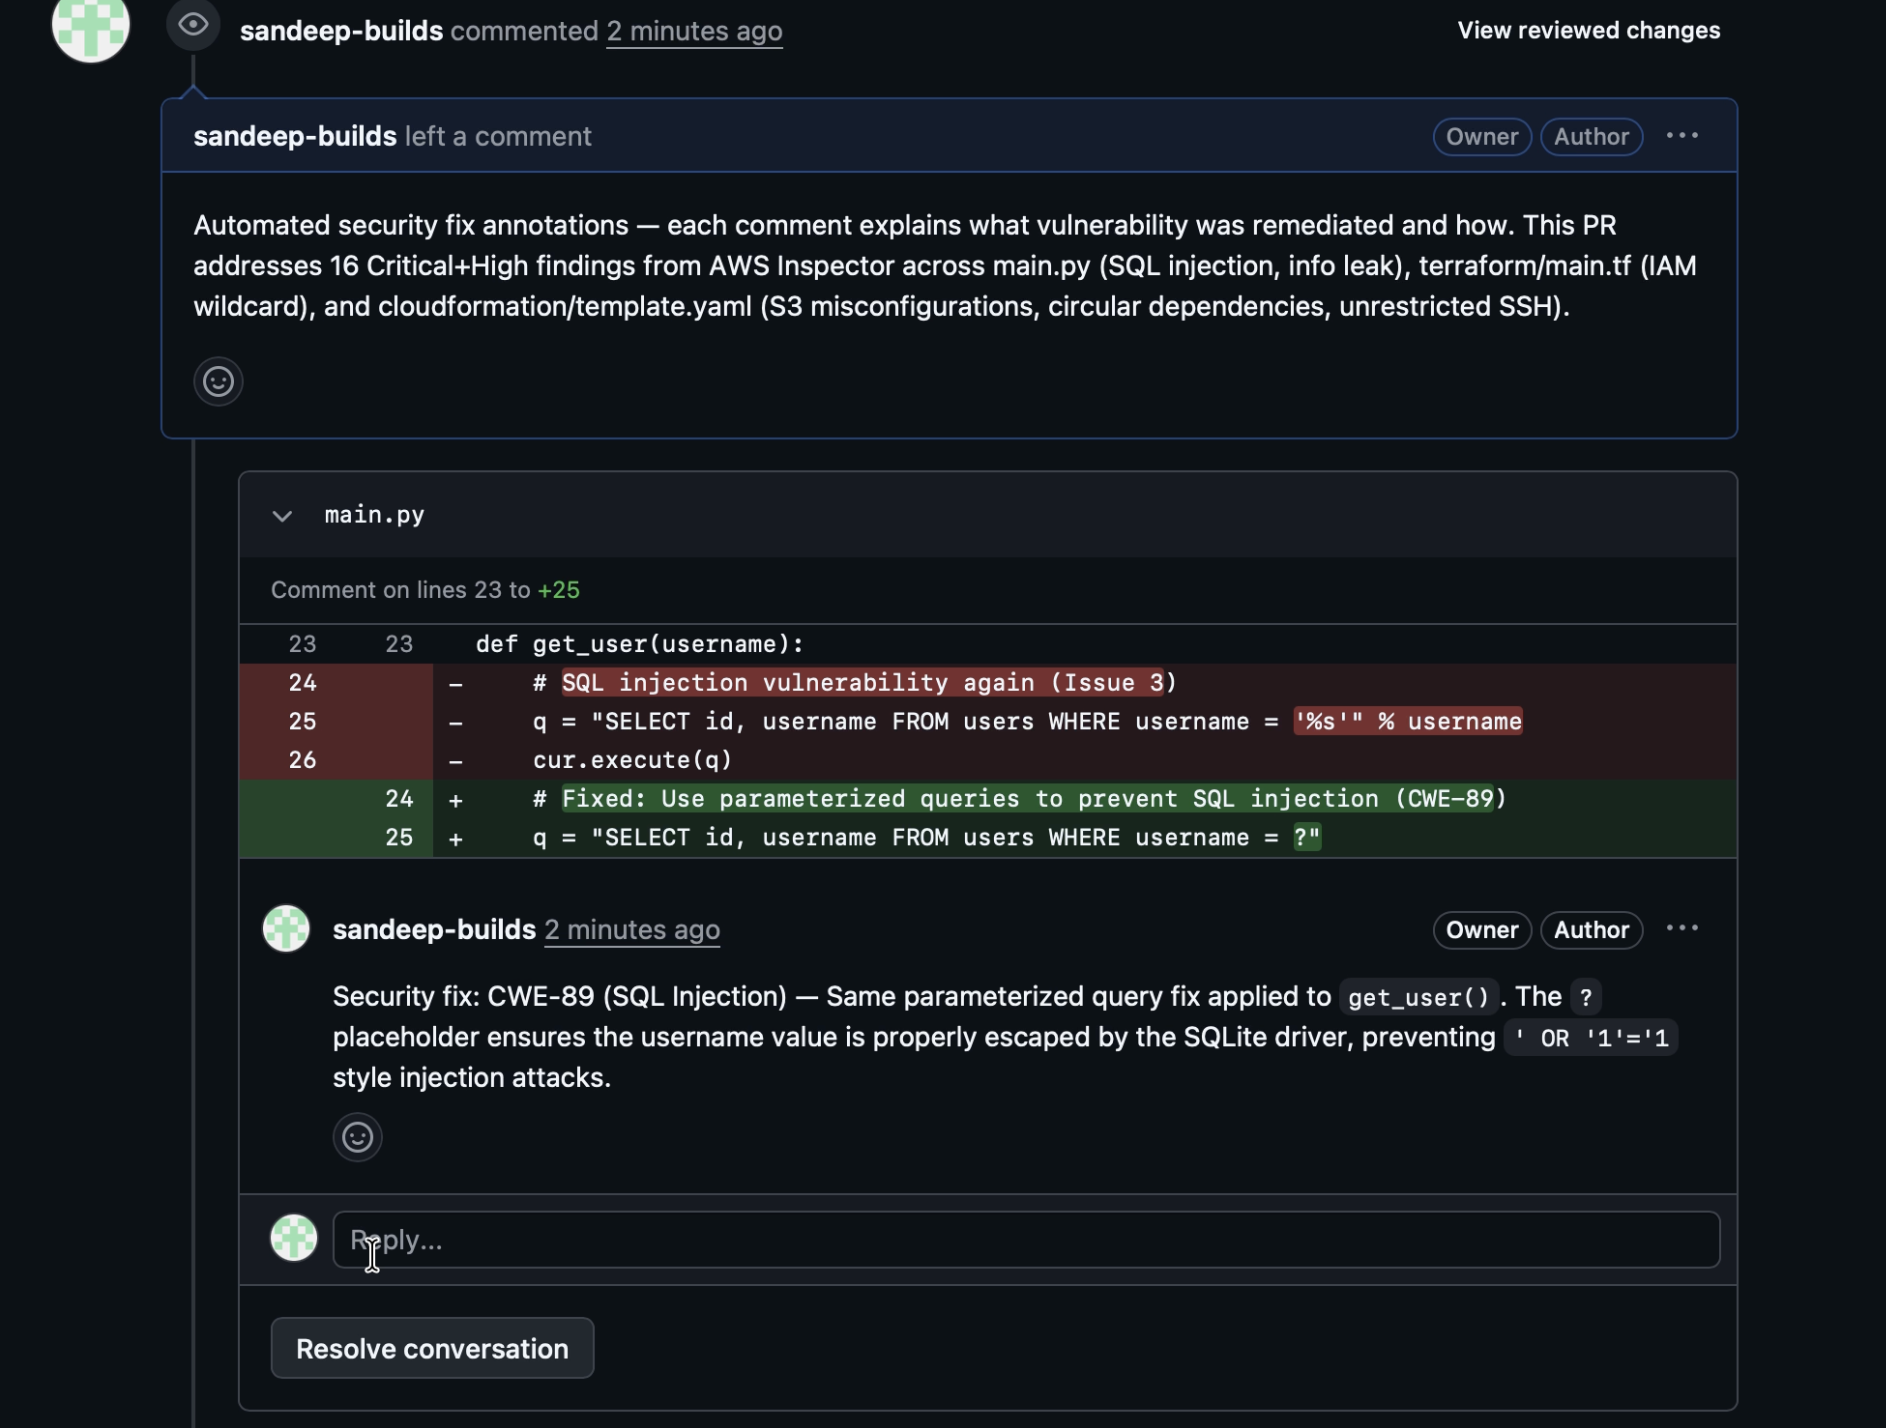 sandeep-builds commented 2 minutes ago
View reviewed changes
sandeep-builds left a comment
Owner Author ...
Automated security fix annotations — each comment explains what vulnerability was remediated and how. This PR
addresses 16 Critical+High findings from AWS Inspector across main.py (SQL injection, info leak), terraform/main.tf (IAM
wildcard), and cloudformation/template.yaml (S3 misconfigurations, circular dependencies, unrestricted SSH).
main.py
Comment on lines 23 to +25
23 23 def get_user(username):
24 - # SQL injection vulnerability again (Issue 3)
25 - q = "SELECT id, username FROM users WHERE username = '%s'" % username
26 - cur.execute(q)
24 + # Fixed: Use parameterized queries to prevent SQL injection (CWE-89)
25 + q = "SELECT id, username FROM users WHERE username = ?"
sandeep-builds 2 minutes ago
Owner Author ...
Security fix: CWE-89 (SQL Injection) — Same parameterized query fix applied to get_user() . The ?
placeholder ensures the username value is properly escaped by the SQLite driver, preventing ' OR '1'='1
style injection attacks.
Reply...
Resolve conversation